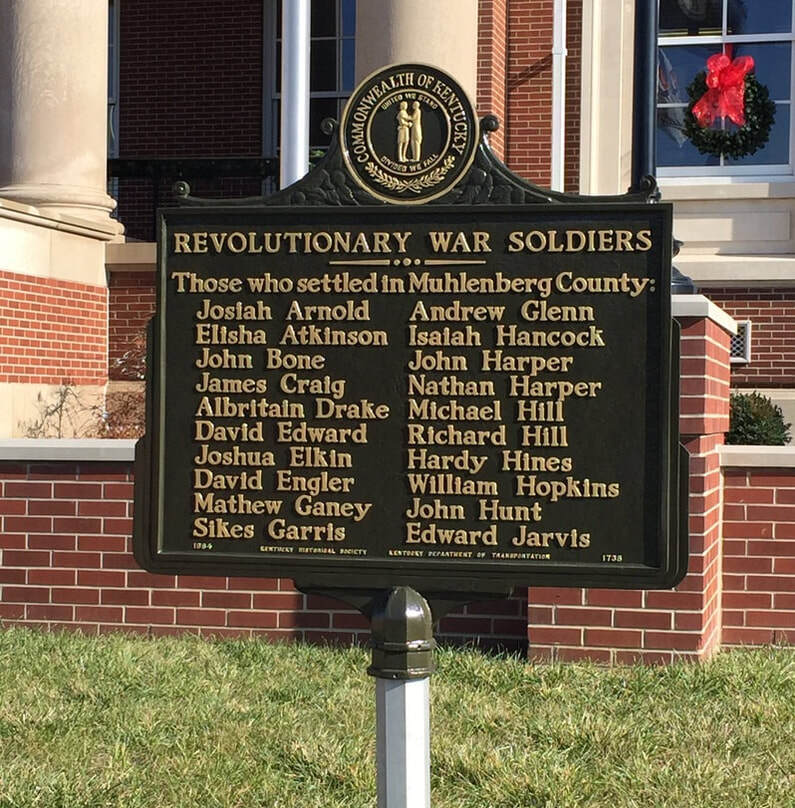 COMMONWEALTH OF KENTUCKY
UNITED WE STAND
DIVIDED WE FALL
REVOLUTIONARY WAR SOLDIERS
Those who settled in Muhlenberg County:
Josiah Arnold Andrew Glenn
Elisha Atkinson Isaiah Hancock
John Bone John Harper
James Craig Nathan Harper
Albritain Drake Michael Hill
David Edward Richard Hill
Joshua Elkin Hardy Hines
David Engler William Hopkins
Mathew Ganey John Hunt
Sikes Garris Edward Jarvis
1984 KENTUCKY HISTORICAL SOCIETY KENTUCKY DEPARTMENT OF TRANSPORTATION 1738